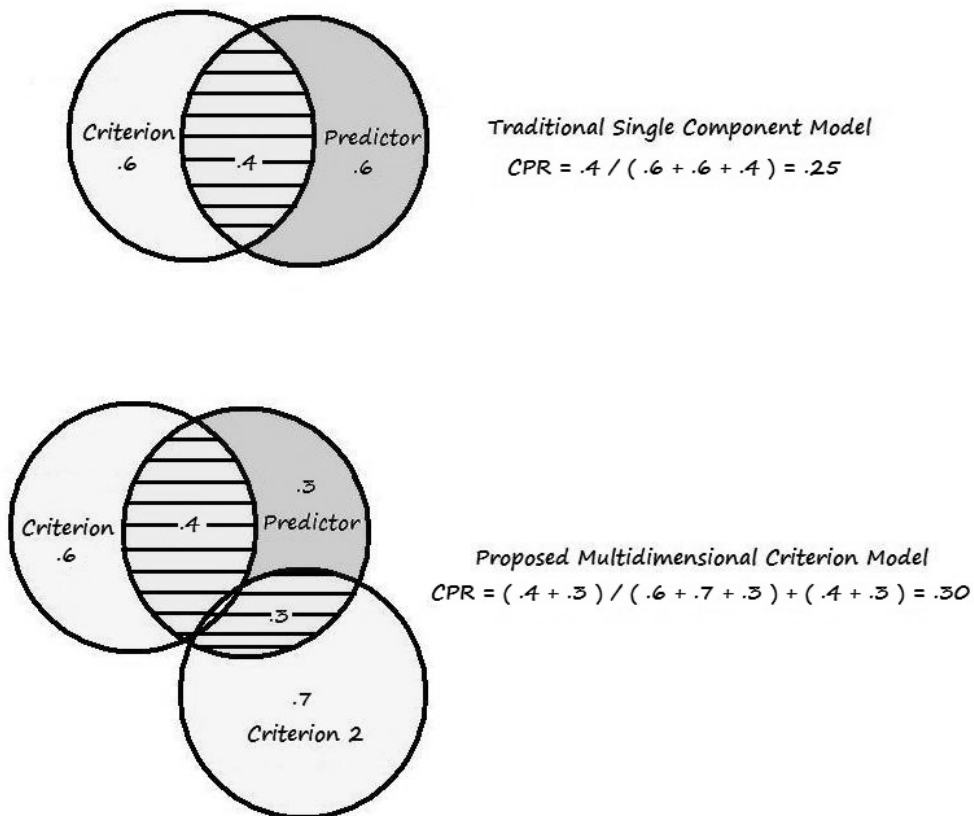 Criterion
.6
.4
Predictor
.6
Traditional Single Component Model
CPR = .4 / ( .6 + .6 + .4 ) = .25
Criterion
.6
.4
.3
Predictor
.3
.7
Criterion 2
Proposed Multidimensional Criterion Model
CPR = ( .4 + .3 ) / ( .6 + .7 + .3 ) + ( .4 + .3 ) = .30